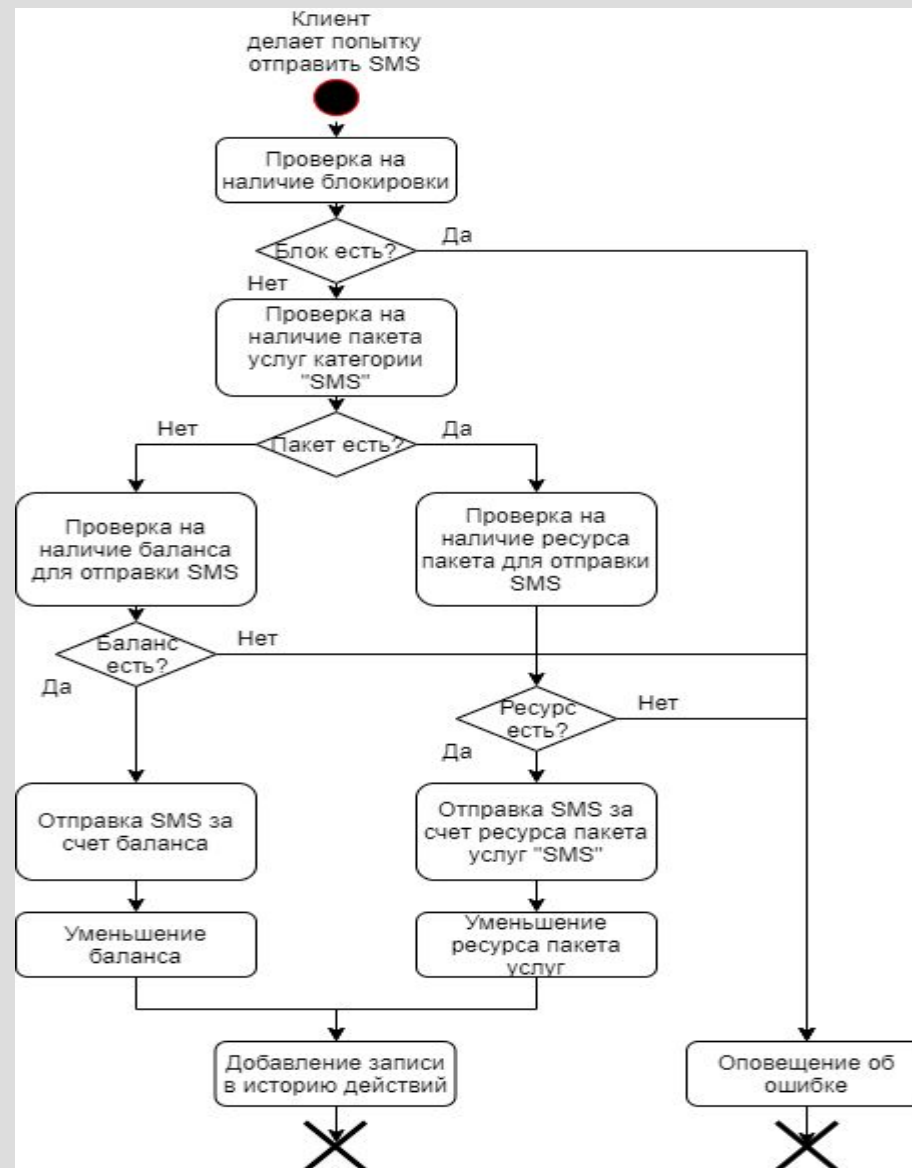 Клиент
делает попытку
отправить SMS
Проверка на
наличие блокировки
Блок есть?
Да
Нет
Проверка на
наличие пакета
услуг категории
"SMS"
Пакет есть?
Нет
Да
Проверка на
наличие баланса
для отправки SMS
Проверка на
наличие ресурса
пакета для отправки
SMS
Баланс
есть?
Нет
Да
Ресурс
есть?
Нет
Да
Отправка SMS за
счет баланса
Отправка SMS за
счет ресурса пакета
услуг "SMS"
Уменьшение
баланса
Уменьшение
ресурса пакета
услуг
Добавление записи
в историю действий
Оповещение об
ошибке